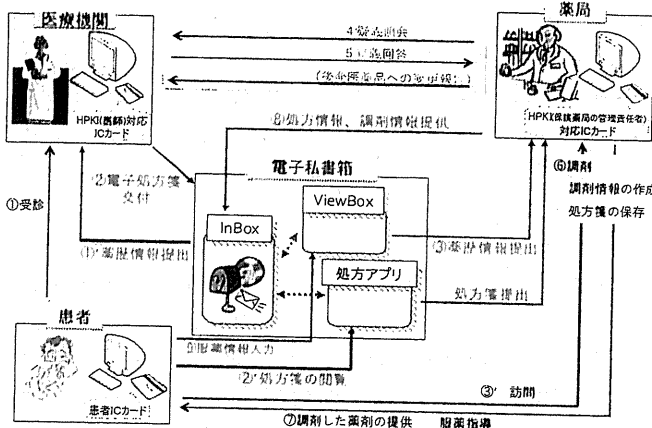 医療機関
HPKI(医師)対応
ICカード
薬局
HPKI(保険薬局の管理責任者)
対応ICカード
4 疑義照会
5 疑義回答
(後発医薬品への変更報告)
⑧処方情報、調剤情報提供
⑥調剤
調剤情報の作成
処方箋の保存
①受診
②電子処方箋
交付
電子私書箱
InBox
ViewBox
処方アプリ
①'薬歴情報提出
③薬歴情報提出
処方箋提出
患者
患者ICカード
服薬情報入力
②'処方箋の閲覧
③' 訪問
⑦調剤した薬剤の提供 服薬指導